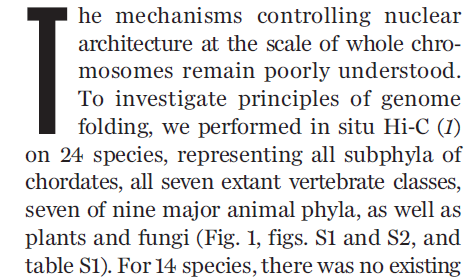 The mechanisms controlling nuclear
architecture at the scale of whole chro-
mosomes remain poorly understood.
To investigate principles of genome
folding, we performed in situ Hi-C (1)
on 24 species, representing all subphyla of
chordates, all seven extant vertebrate classes,
seven of nine major animal phyla, as well as
plants and fungi (Fig. 1, figs. S1 and S2, and
table S1). For 14 species, there was no existing